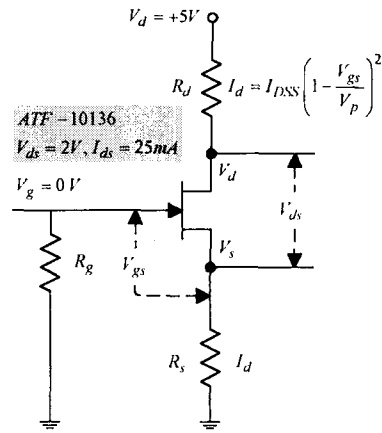 V_d = +5V
R_d
I_d = I_DSS(1 - V_gs/V_p)^2
ATF-10136
V_ds = 2V, I_ds = 25mA
V_d
V_g = 0 V
V_ds
V_s
R_g
V_gs
R_s
I_d